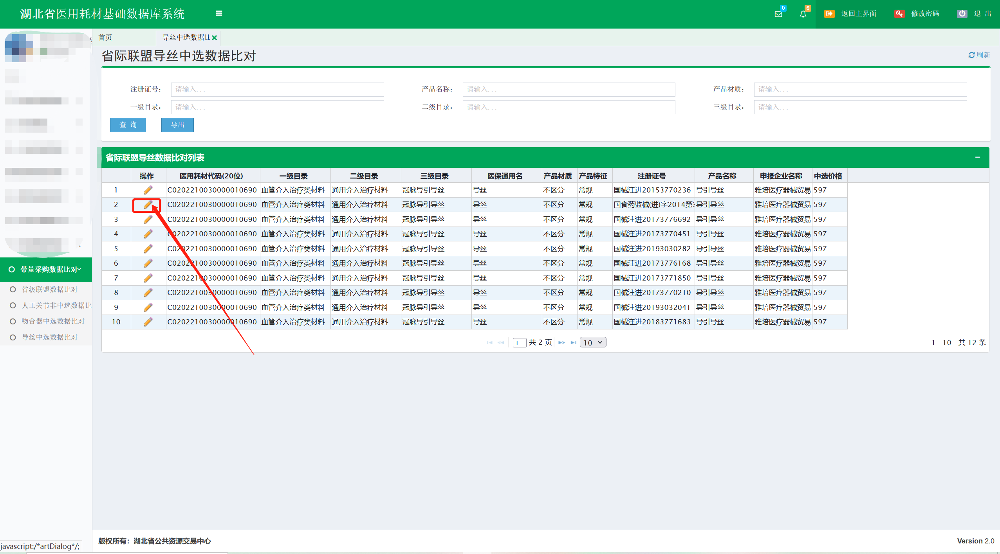 湖北省医用耗材基础数据库系统
0
6
返回主界面
修改密码
退 出
首页
导丝中选数据比
省际联盟导丝中选数据比对
刷新
注册证号： 请输入... 产品名称： 请输入... 产品材质： 请输入...
一级目录： 请输入... 二级目录： 请输入... 三级目录： 请输入...
查 询 导出
省际联盟导丝数据比对列表
操作 医用耗材代码(20位) 一级目录 二级目录 三级目录 医保通用名 产品材质 产品特征 注册证号 产品名称 申报企业名称 中选价格
1 C0202210030000010690 血管介入治疗类材料 通用介入治疗材料 冠脉导引导丝 导丝 不区分 常规 国械注进20153770236 导引导丝 雅培医疗器械贸易 597
2 C0202210030000010690 血管介入治疗类材料 通用介入治疗材料 冠脉导引导丝 导丝 不区分 常规 国食药监械(进)字2014第 导引导丝 雅培医疗器械贸易 597
3 C0202210030000010690 血管介入治疗类材料 通用介入治疗材料 冠脉导引导丝 导丝 不区分 常规 国械注进20173776692 导引导丝 雅培医疗器械贸易 597
4 C0202210030000010690 血管介入治疗类材料 通用介入治疗材料 冠脉导引导丝 导丝 不区分 常规 国械注进20173770451 导引导丝 雅培医疗器械贸易 597
5 C0202210030000010690 血管介入治疗类材料 通用介入治疗材料 冠脉导引导丝 导丝 不区分 常规 国械注进20193030282 导引导丝 雅培医疗器械贸易 597
6 C0202210030000010690 血管介入治疗类材料 通用介入治疗材料 冠脉导引导丝 导丝 不区分 常规 国械注进20173776168 导引导丝 雅培医疗器械贸易 597
7 C0202210030000010690 血管介入治疗类材料 通用介入治疗材料 冠脉导引导丝 导丝 不区分 常规 国械注进20173771850 导引导丝 雅培医疗器械贸易 597
8 C0202210030000010690 血管介入治疗类材料 通用介入治疗材料 冠脉导引导丝 导丝 不区分 常规 国械注进20173770210 导引导丝 雅培医疗器械贸易 597
9 C0202210030000010690 血管介入治疗类材料 通用介入治疗材料 冠脉导引导丝 导丝 不区分 常规 国械注进20193032041 导引导丝 雅培医疗器械贸易 597
10 C0202210030000010690 血管介入治疗类材料 通用介入治疗材料 冠脉导引导丝 导丝 不区分 常规 国械注进20183771683 导引导丝 雅培医疗器械贸易 597
1 共 2 页 10 1 - 10 共 12 条
带量采购数据比对
省级联盟数据比对
人工关节非中选数据比
吻合器中选数据比对
导丝中选数据比对
版权所有：湖北省公共资源交易中心
Version 2.0
javascript:/*artDialog*/;